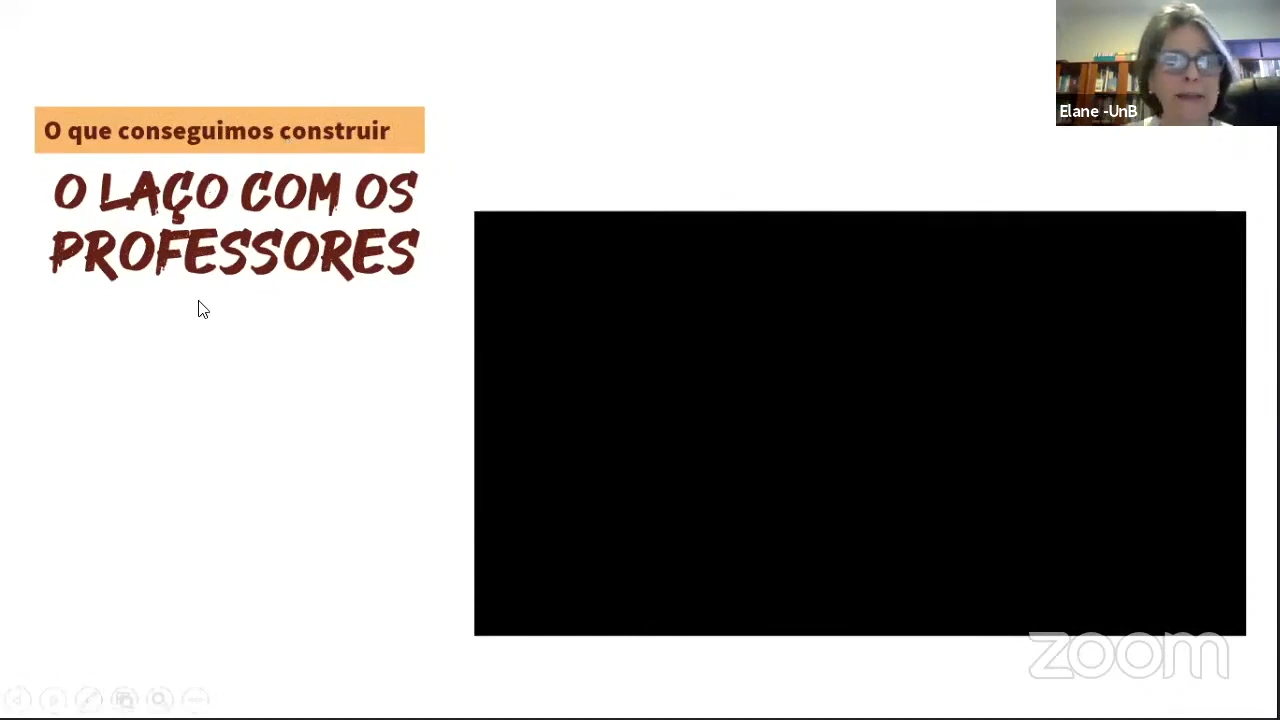 O que conseguimos construir
O LAÇO COM OS
PROFESSORES
Elane -UnB
zoom